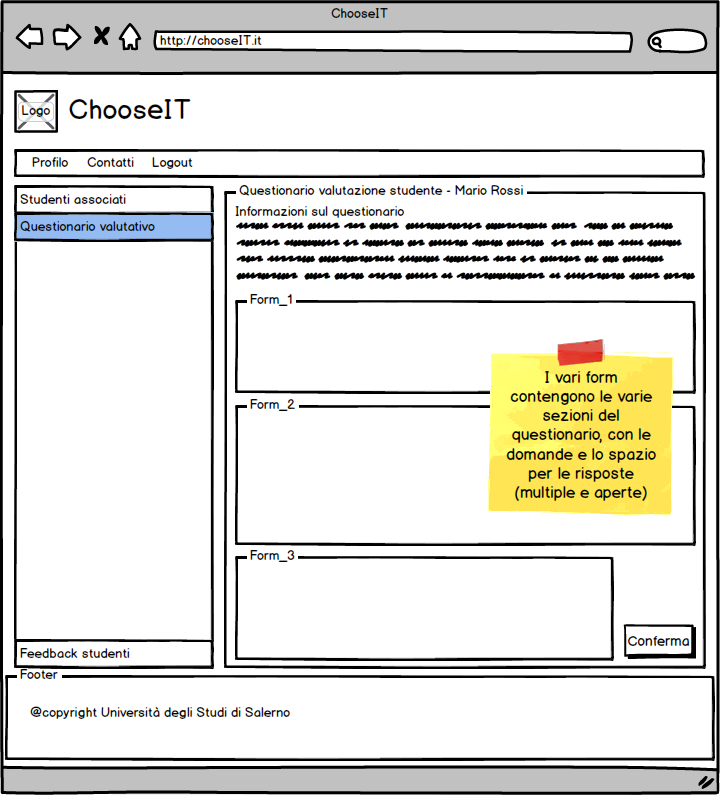 ChooseIT
http://chooseIT.it
Logo
ChooseIT
Profilo Contatti Logout
Studenti associati
Questionario valutativo
Feedback studenti
Questionario valutazione studente - Mario Rossi
Informazioni sul questionario
Form_1
Form_2
I vari form
contengono le varie
sezioni del
questionario, con le
domande e lo spazio
per le risposte
(multiple e aperte)
Form_3
Conferma
Footer
@copyright Università degli Studi di Salerno